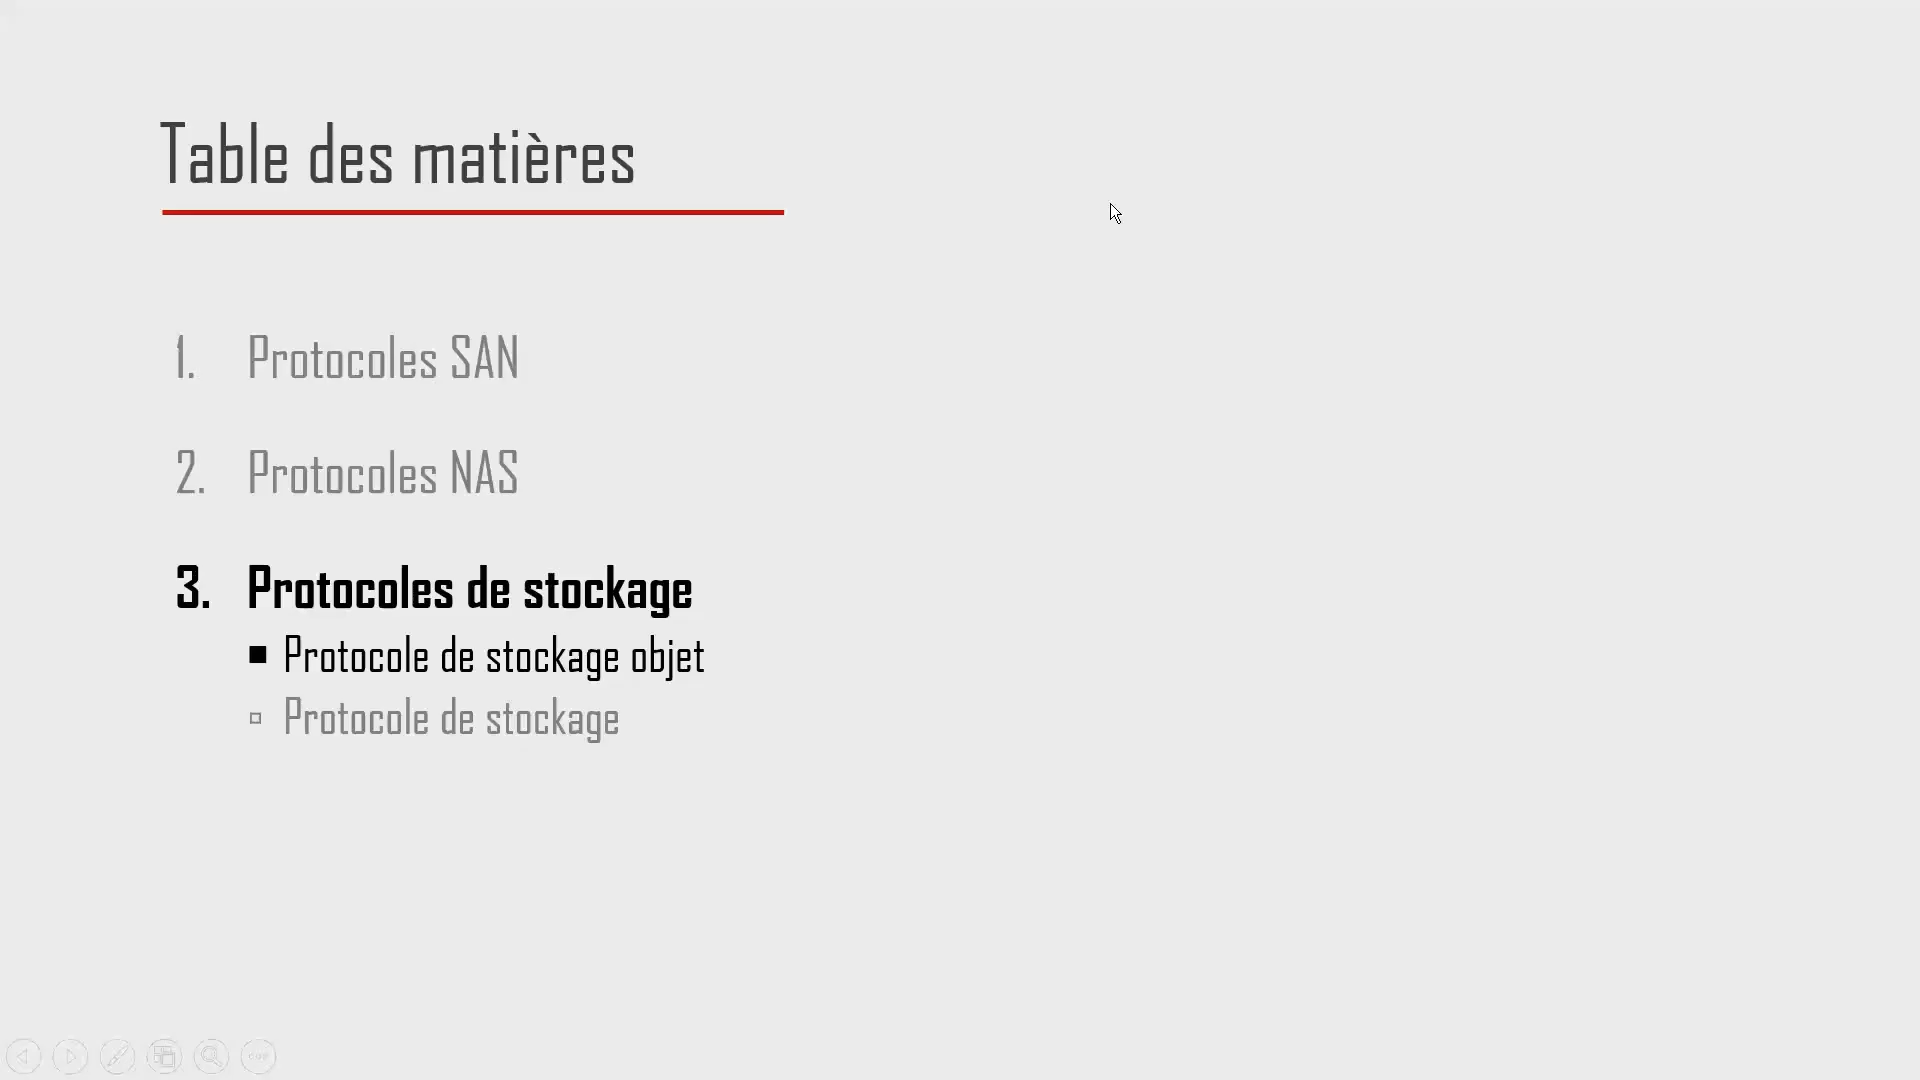 Table des matières
1. Protocoles SAN
2. Protocoles NAS
3. Protocoles de stockage
Protocole de stockage objet
Protocole de stockage